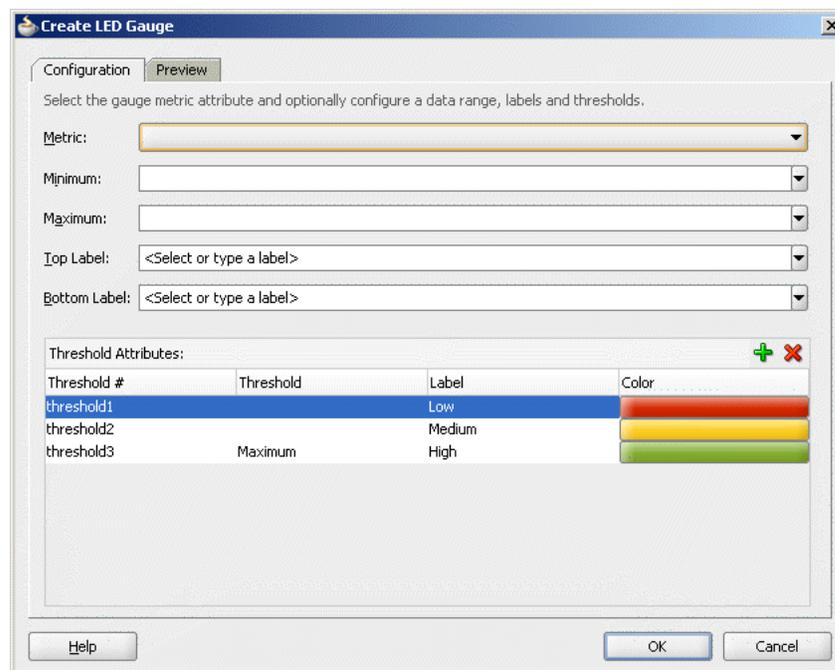 Create LED Gauge
Configuration Preview
Select the gauge metric attribute and optionally configure a data range, labels and thresholds.
Metric:
Minimum:
Maximum:
Top Label: <Select or type a label>
Bottom Label: <Select or type a label>
Threshold Attributes:
Threshold # Threshold Label Color
threshold1 Low
threshold2 Medium
threshold3 Maximum High
Help OK Cancel